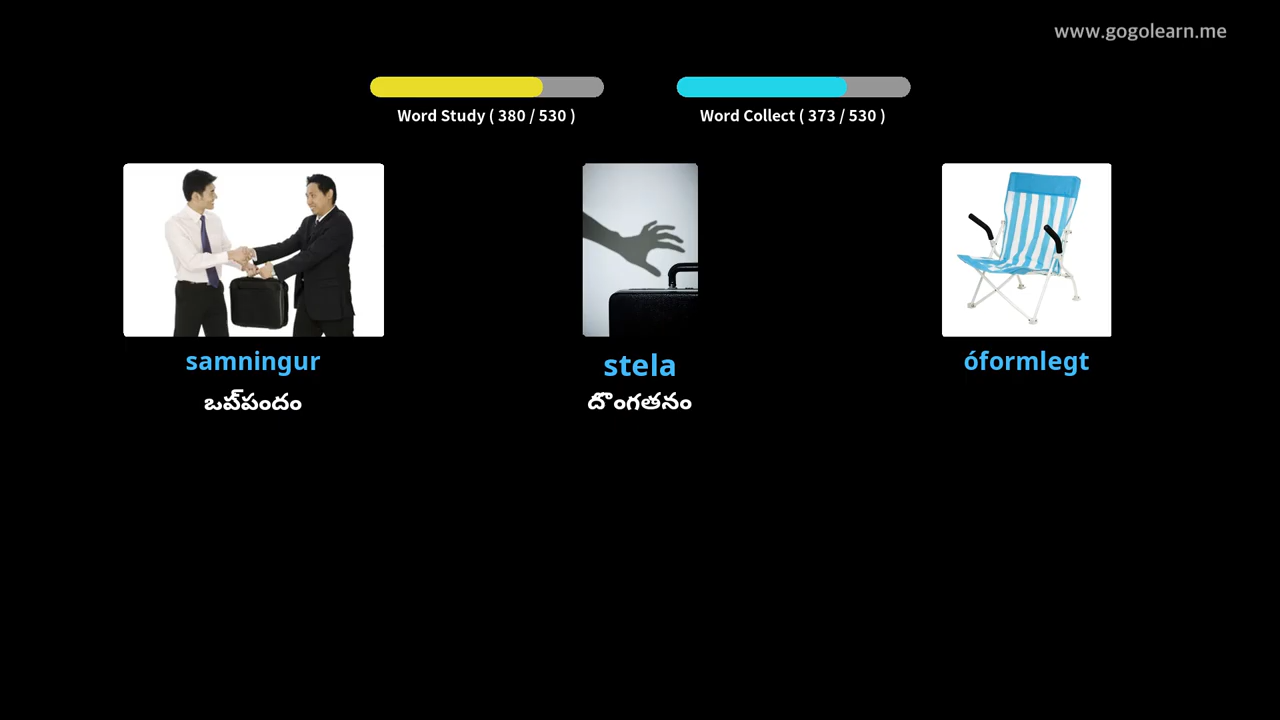 www.gogolearn.me
Word Study ( 380 / 530 )
Word Collect ( 373 / 530 )
samningur
stela
óformlegt
ఒప్పందం
దొంగతనం